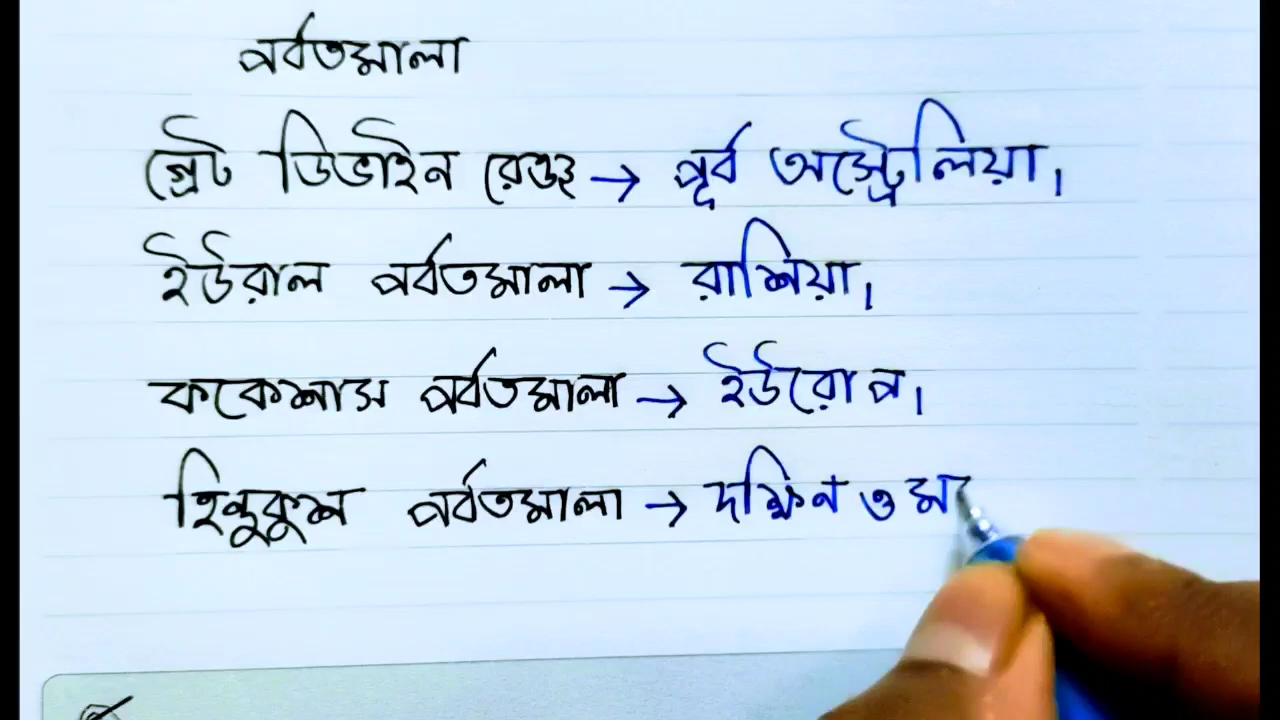 পর্বতমালা
গ্রেট ডিভাইন রেঞ্জ → পূর্ব অস্ট্রেলিয়া।
ইউরাল পর্বতমালা → রাশিয়া।
ককেশাস পর্বতমালা → ইউরোপ।
হিন্দুকুশ পর্বতমালা → দক্ষিন ও